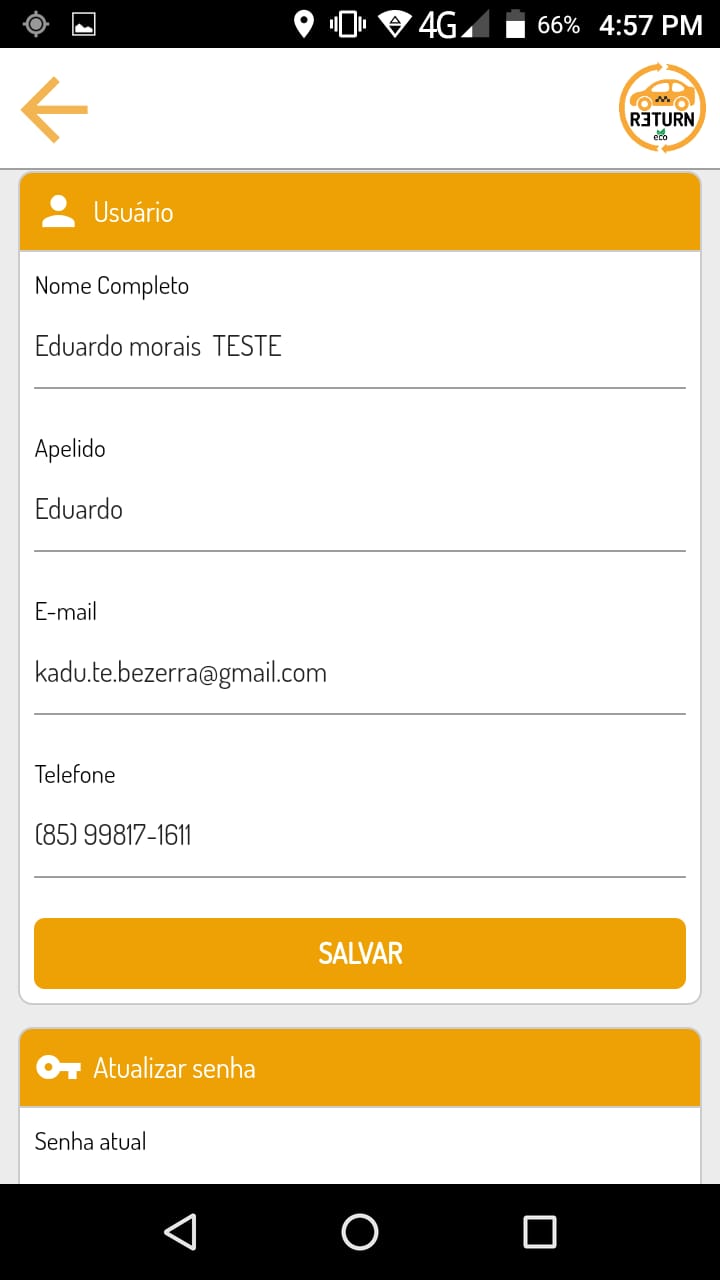 4G 66% 4:57 PM
RƎTURN
eco
Usuário
Nome Completo
Eduardo morais  TESTE
Apelido
Eduardo
E-mail
kadu.te.bezerra@gmail.com
Telefone
(85) 99817-1611
SALVAR
Atualizar senha
Senha atual